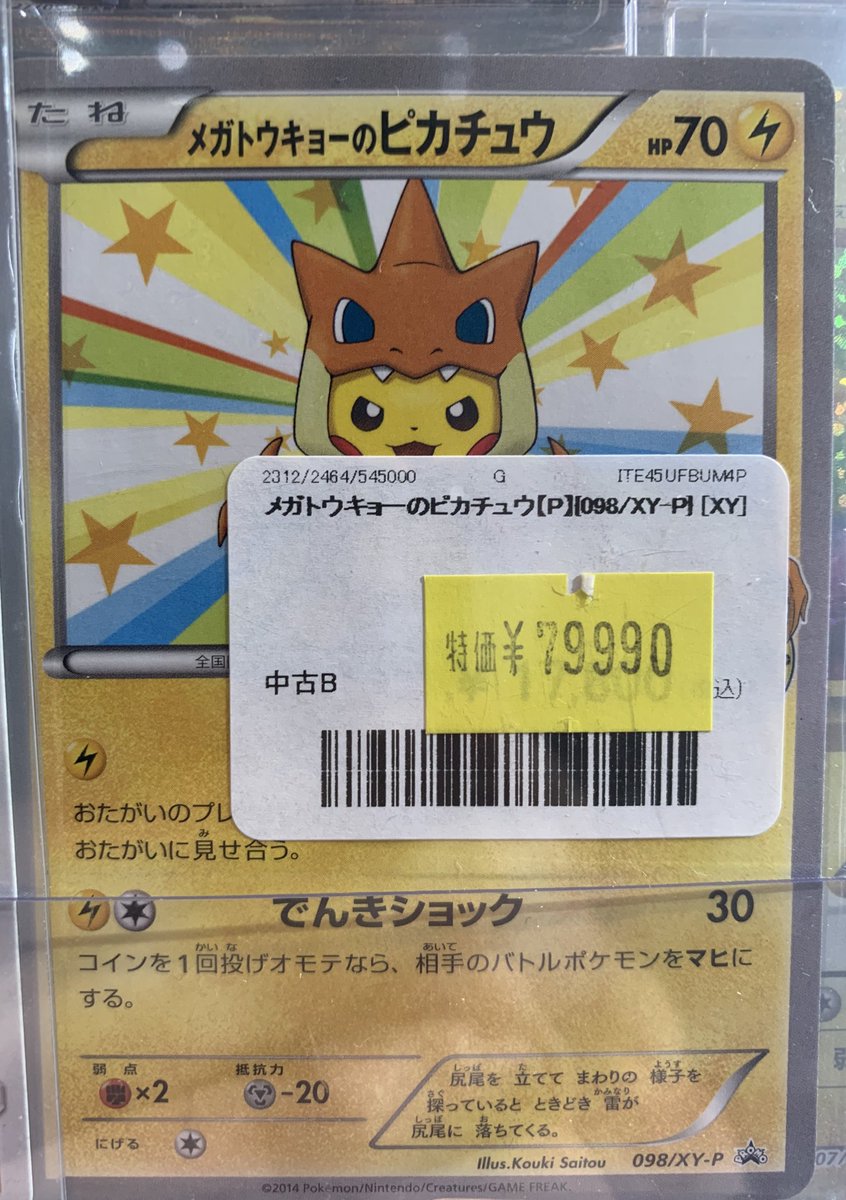 たね
メガトウキョーのピカチュウ
HP70
2312/2464/545000 G ITE45UFBUM4P
メガトウキョーのピカチュウ【P】{098/XY-P} [XY]
特価¥79990
中古B
込)
全国
おたがいのプレ
おたがいに見せ合う。
でんきショック 30
コインを1回投げオモテなら、相手のバトルポケモンをマヒに
する。
弱点 抵抗力
×2 -20
にげる
尻尾を 立てて まわりの 様子を
探っていると ときどき 雷が
尻尾に 落ちてくる。
Illus.Kouki Saitou 098/XY-P
©2014 Pokémon/Nintendo/Creatures/GAME FREAK.